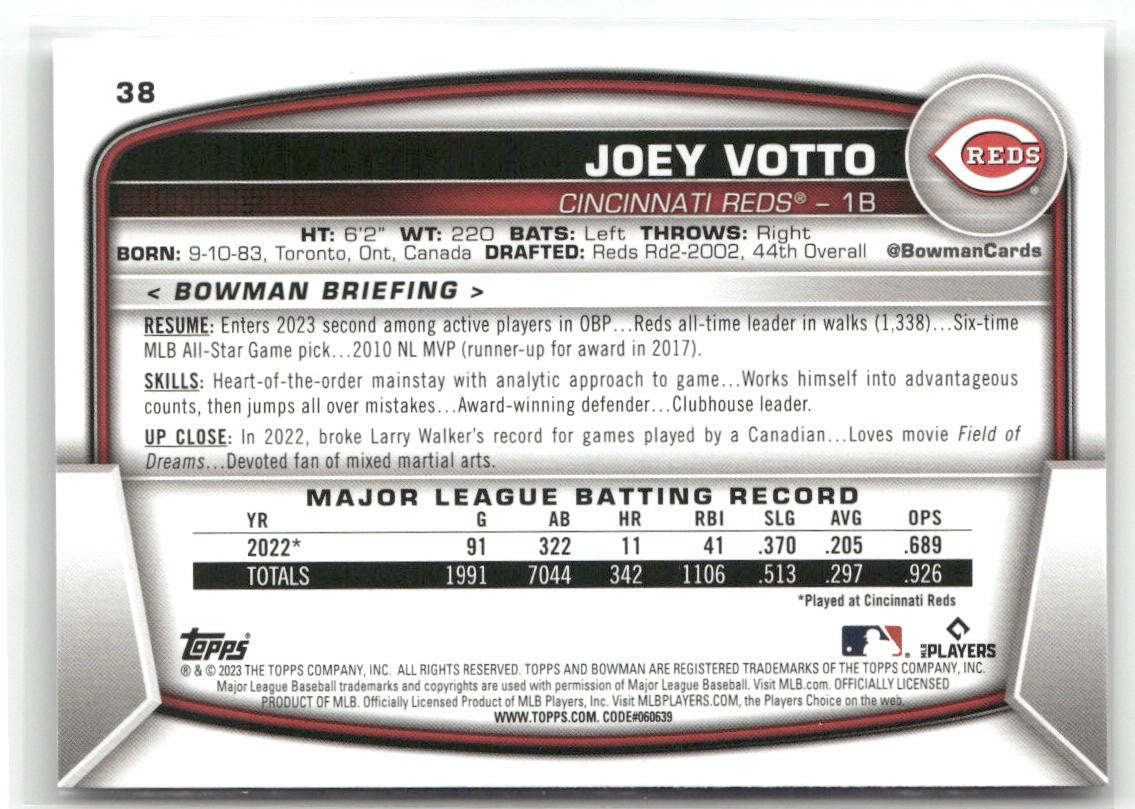 38
JOEY VOTTO
REDS®
CINCINNATI REDS® – 1B
HT: 6'2" WT: 220 BATS: Left THROWS: Right
BORN: 9-10-83, Toronto, Ont, Canada DRAFTED: Reds Rd2-2002, 44th Overall @BowmanCards
< BOWMAN BRIEFING >
RESUME: Enters 2023 second among active players in OBP...Reds all-time leader in walks (1,338)...Six-time
MLB All-Star Game pick...2010 NL MVP (runner-up for award in 2017).
SKILLS: Heart-of-the-order mainstay with analytic approach to game...Works himself into advantageous
counts, then jumps all over mistakes...Award-winning defender...Clubhouse leader.
UP CLOSE: In 2022, broke Larry Walker's record for games played by a Canadian...Loves movie Field of
Dreams...Devoted fan of mixed martial arts.
MAJOR LEAGUE BATTING RECORD
YR G AB HR RBI SLG AVG OPS
2022* 91 322 11 41 .370 .205 .689
TOTALS 1991 7044 342 1106 .513 .297 .926
*Played at Cincinnati Reds
Topps® MLB PLAYERS
® & © 2023 THE TOPPS COMPANY, INC. ALL RIGHTS RESERVED. TOPPS AND BOWMAN ARE REGISTERED TRADEMARKS OF THE TOPPS COMPANY, INC.
Major League Baseball trademarks and copyrights are used with permission of Major League Baseball. Visit MLB.com. OFFICIALLY LICENSED
PRODUCT OF MLB. Officially Licensed Product of MLB Players, Inc. Visit MLBPLAYERS.COM, the Players Choice on the web.
WWW.TOPPS.COM. CODE#060639